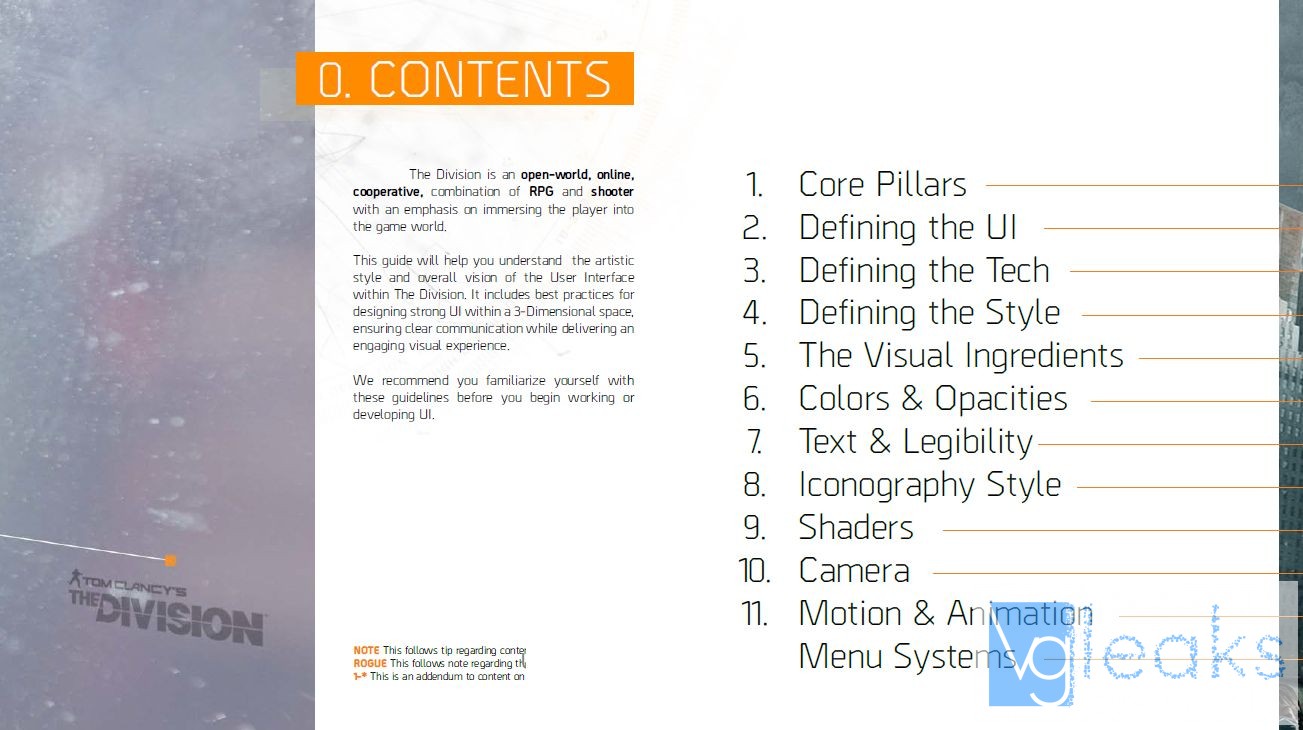 0. CONTENTS
The Division is an open-world, online,
cooperative, combination of RPG and shooter
with an emphasis on immersing the player into
the game world.
This guide will help you understand the artistic
style and overall vision of the User Interface
within The Division. It includes best practices for
designing strong UI within a 3-Dimensional space,
ensuring clear communication while delivering an
engaging visual experience.
We recommend you familiarize yourself with
these guidelines before you begin working or
developing UI.
NOTE This follows tip regarding
ROGUE This follows note regarding
1-* This is an addendum to content on
1. Core Pillars
2. Defining the UI
3. Defining the Tech
4. Defining the Style
5. The Visual Ingredients
6. Colors & Opacities
7. Text & Legibility
8. Iconography Style
9. Shaders
10. Camera
11. Motion & Animation
Menu Systems
TOM CLANCY'S
THE DIVISION
vgleaks